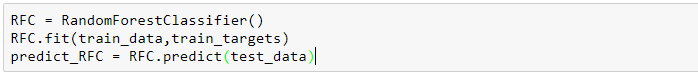 RFC = RandomForestClassifier()
RFC.fit(train_data,train_targets)
predict_RFC = RFC.predict(test_data)